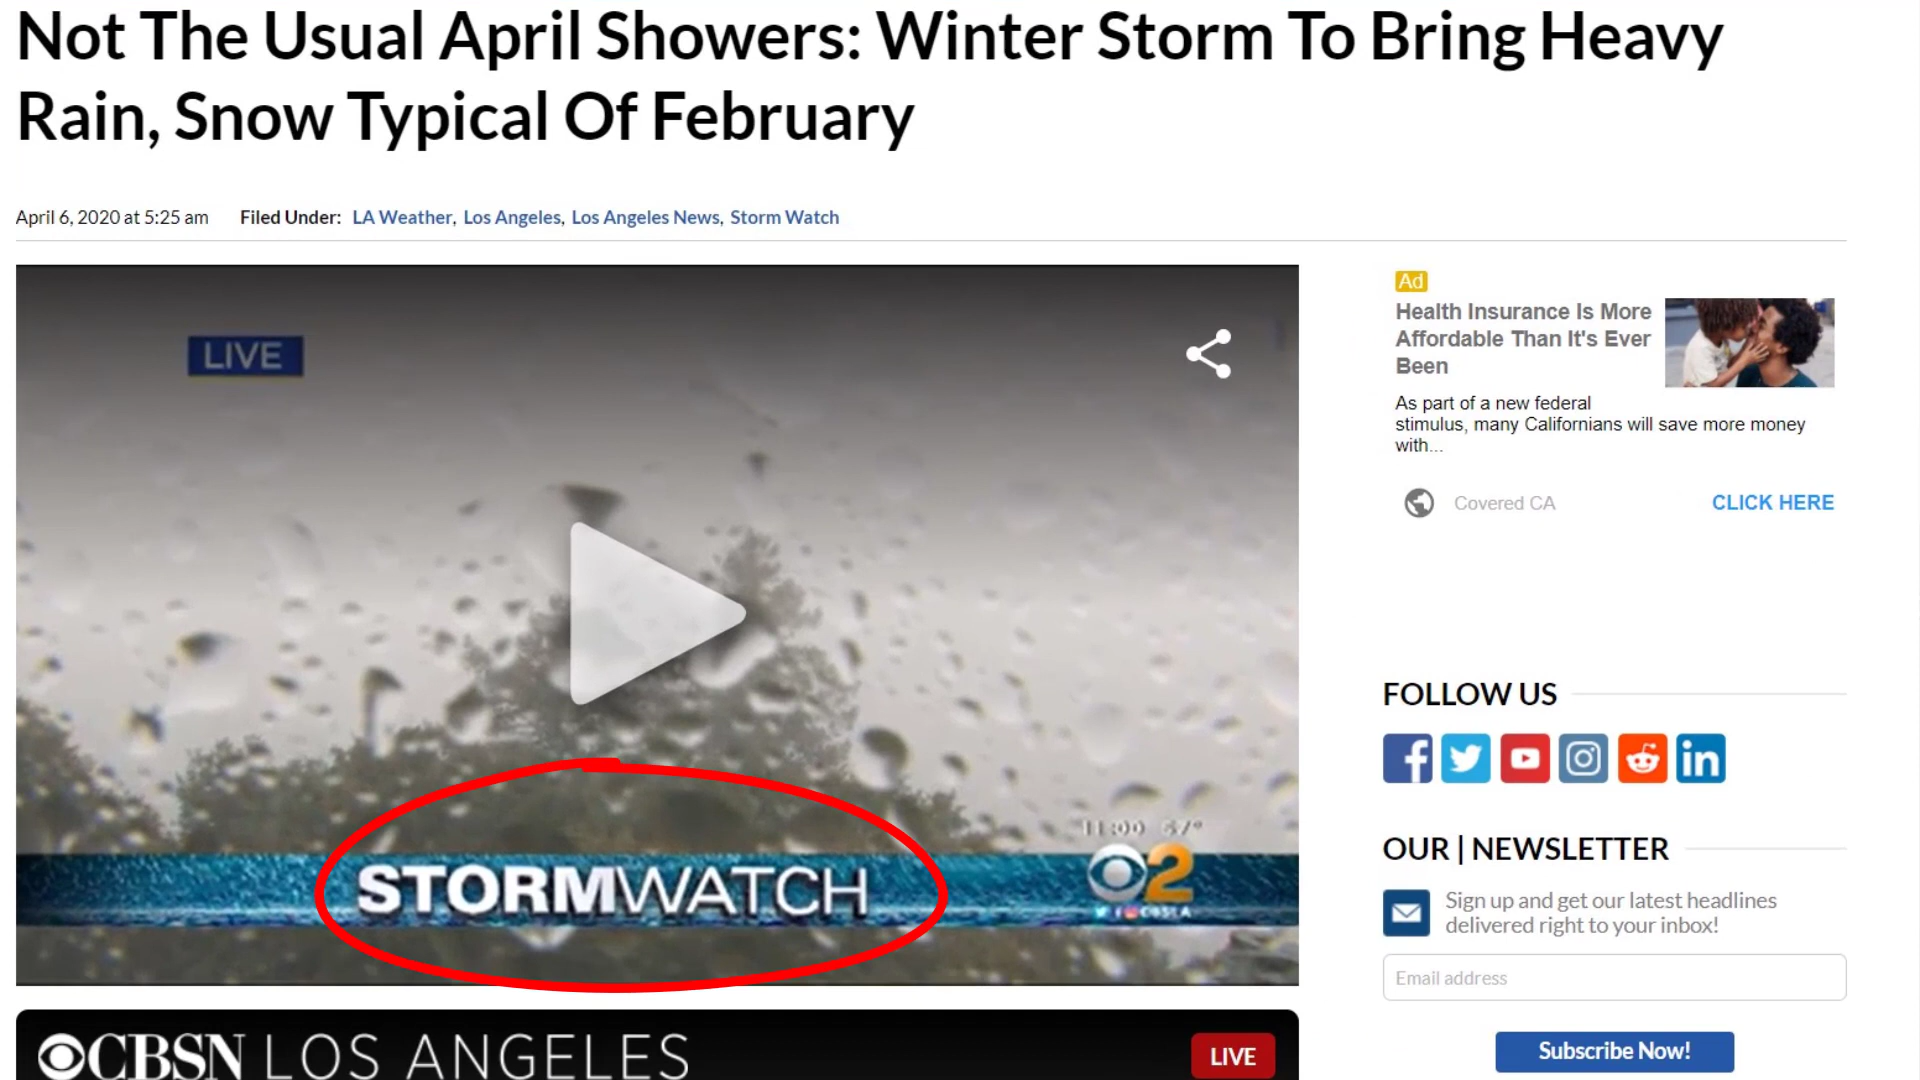 Not The Usual April Showers: Winter Storm To Bring Heavy
Rain, Snow Typical Of February
April 6, 2020 at 5:25 am Filed Under: LA Weather, Los Angeles, Los Angeles News, Storm Watch
LIVE
11:00 57°
STORMWATCH
2
CBSLA
CBSN LOS ANGELES
LIVE
Ad
Health Insurance Is More
Affordable Than It's Ever
Been
As part of a new federal
stimulus, many Californians will save more money
with...
Covered CA CLICK HERE
FOLLOW US
OUR | NEWSLETTER
Sign up and get our latest headlines
delivered right to your inbox!
Email address
Subscribe Now!